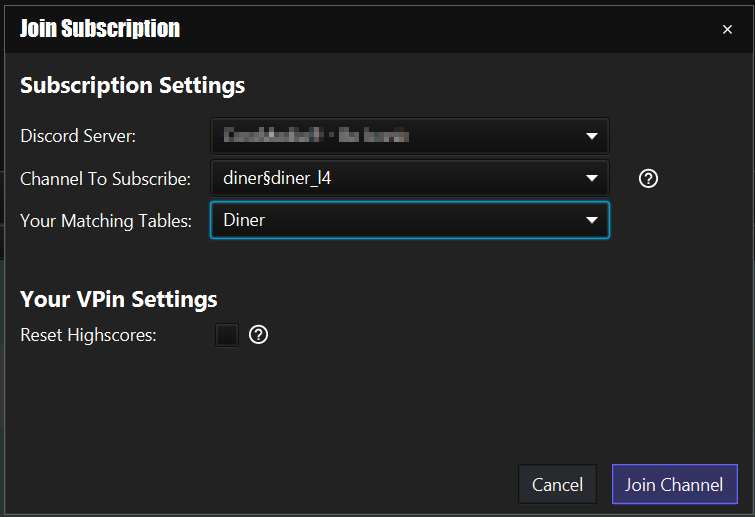 Join Subscription
Subscription Settings
Discord Server:
Channel To Subscribe: diner§diner_l4
Your Matching Tables: Diner
Your VPin Settings
Reset Highscores:
Cancel Join Channel